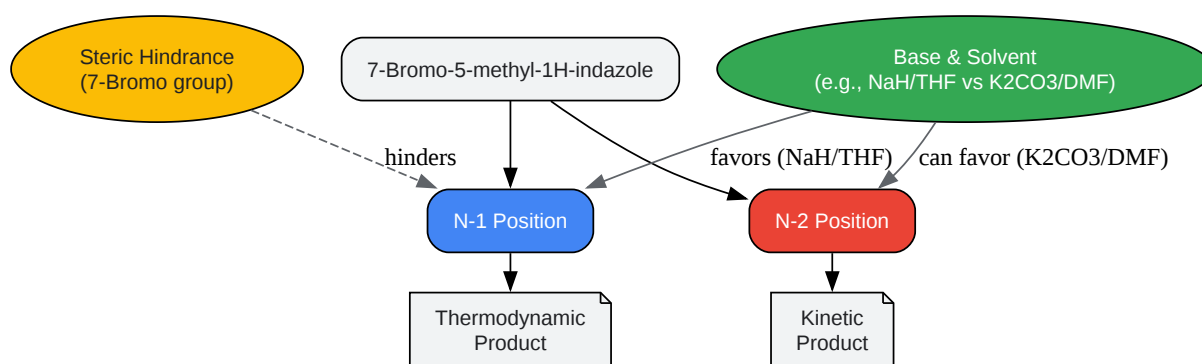 Steric Hindrance
(7-Bromo group)
7-Bromo-5-methyl-1H-indazole
Base & Solvent
(e.g., NaH/THF vs K2CO3/DMF)
hinders
favors (NaH/THF)
can favor (K2CO3/DMF)
N-1 Position
N-2 Position
Thermodynamic
Product
Kinetic
Product